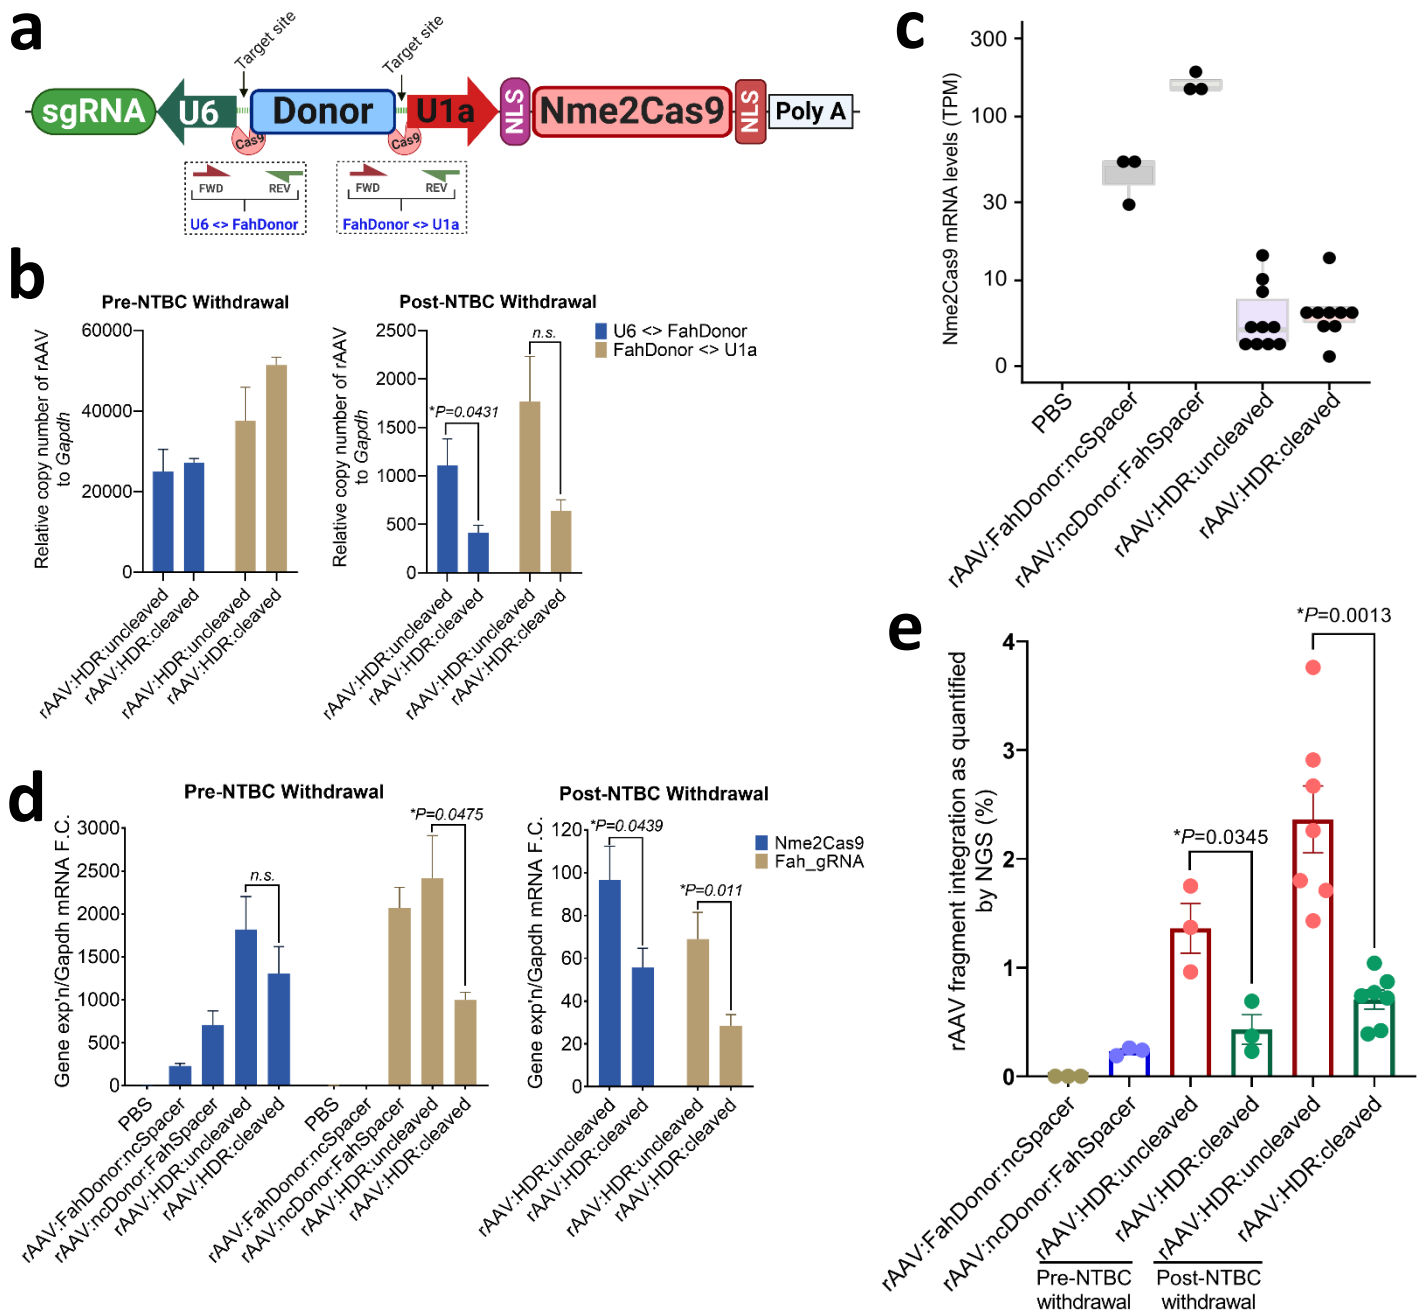 a
Target site
Target site
sgRNA
U6
Donor
U1a
NLS
Nme2Cas9
NLS
Poly A
Cas9
Cas9
FWD
REV
U6 <> FahDonor
FWD
REV
FahDonor <> U1a
b
Pre-NTBC Withdrawal
Relative copy number of rAAV
to Gapdh
60000
40000
20000
0
rAAV:HDR:uncleaved
rAAV:HDR:cleaved
rAAV:HDR:uncleaved
rAAV:HDR:cleaved
Post-NTBC Withdrawal
Relative copy number of rAAV
to Gapdh
2500
2000
1500
1000
500
0
*P=0.0431
n.s.
U6 <> FahDonor
FahDonor <> U1a
rAAV:HDR:uncleaved
rAAV:HDR:cleaved
rAAV:HDR:uncleaved
rAAV:HDR:cleaved
c
Nme2Cas9 mRNA levels (TPM)
300
100
30
10
0
PBS
rAAV:FahDonor:ncSpacer
rAAV:ncDonor:FahSpacer
rAAV:HDR:uncleaved
rAAV:HDR:cleaved
d
Pre-NTBC Withdrawal
Gene exp'n/Gapdh mRNA F.C.
3000
2500
2000
1500
1000
500
0
n.s.
*P=0.0475
PBS
rAAV:FahDonor:ncSpacer
rAAV:ncDonor:FahSpacer
rAAV:HDR:uncleaved
rAAV:HDR:cleaved
PBS
rAAV:FahDonor:ncSpacer
rAAV:ncDonor:FahSpacer
rAAV:HDR:uncleaved
rAAV:HDR:cleaved
Post-NTBC Withdrawal
Gene exp'n/Gapdh mRNA F.C.
120
100
80
60
40
20
0
*P=0.0439
*P=0.011
Nme2Cas9
Fah_gRNA
rAAV:HDR:uncleaved
rAAV:HDR:cleaved
rAAV:HDR:uncleaved
rAAV:HDR:cleaved
e
rAAV fragment integration as quantified
by NGS (%)
4
3
2
1
0
*P=0.0345
*P=0.0013
rAAV:FahDonor:ncSpacer
rAAV:ncDonor:FahSpacer
rAAV:HDR:uncleaved
rAAV:HDR:cleaved
rAAV:HDR:uncleaved
rAAV:HDR:cleaved
Pre-NTBC
withdrawal
Post-NTBC
withdrawal